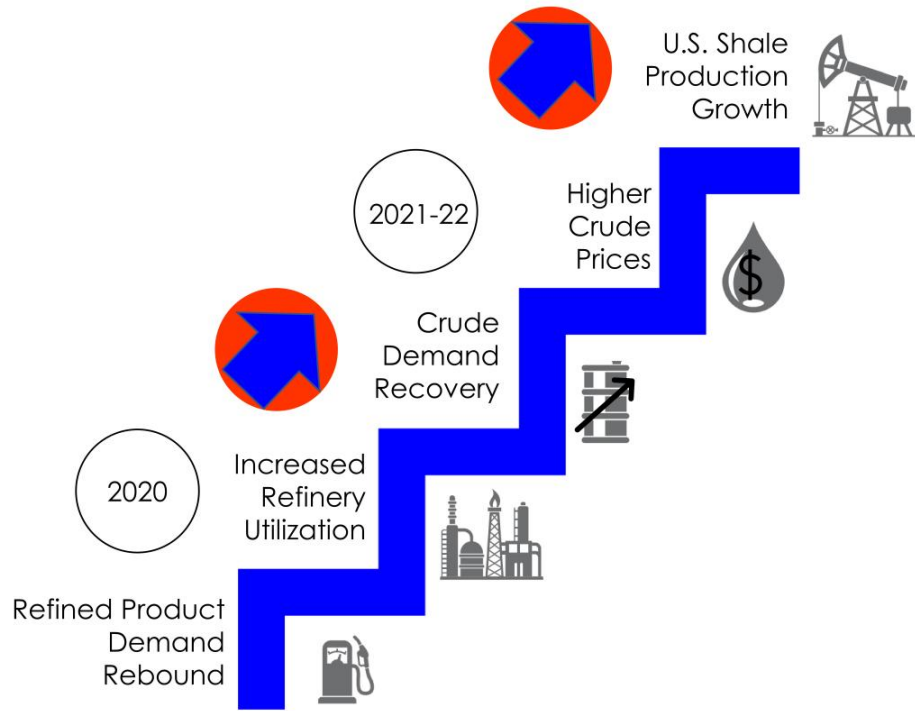 U.S. Shale
Production
Growth
2021-22
Higher
Crude
Prices
$
Crude
Demand
Recovery
2020
Increased
Refinery
Utilization
Refined Product
Demand
Rebound